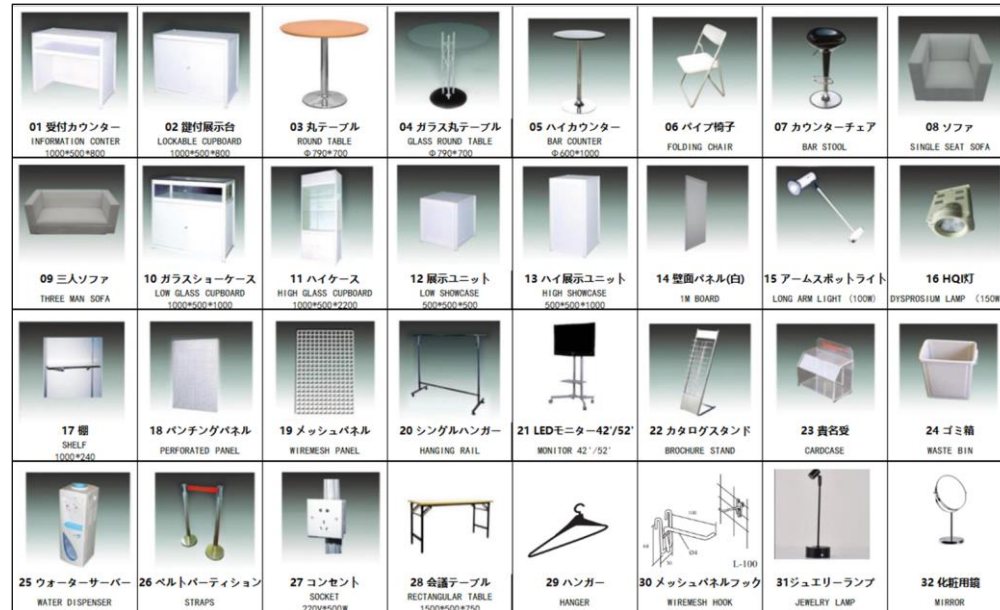 01 受付カウンター
INFORMATION CONTER
1000*500*800
02 鍵付展示台
LOCKABLE CUPBOARD
1000*500*800
03 丸テーブル
ROUND TABLE
Φ790*700
04 ガラス丸テーブル
GLASS ROUND TABLE
Φ790*700
05 ハイカウンター
BAR COUNTER
Φ600*1000
06 パイプ椅子
FOLDING CHAIR
07 カウンターチェア
BAR STOOL
08 ソファ
SINGLE SEAT SOFA
09 三人ソファ
THREE MAN SOFA
10 ガラスショーケース
LOW GLASS CUPBOARD
1000*500*1000
11 ハイケース
HIGH GLASS CUPBOARD
1000*500*2200
12 展示ユニット
LOW SHOWCASE
500*500*500
13 ハイ展示ユニット
HIGH SHOWCASE
500*500*1000
14 壁面パネル(白)
1M BOARD
15 アームスポットライト
LONG ARM LIGHT (100W)
16 HQI灯
DYSPROSIUM LAMP (150W
17 棚
SHELF
1000*240
18 パンチングパネル
PERFORATED PANEL
19 メッシュパネル
WIREMESH PANEL
20 シングルハンガー
HANGING RAIL
21 LEDモニター42'/52'
MONITOR 42'/52'
22 カタログスタンド
BROCHURE STAND
23 貴名受
CARDCASE
24 ゴミ箱
WASTE BIN
25 ウォーターサーバー
WATER DISPENSER
26 ベルトパーティション
STRAPS
27 コンセント
SOCKET
220V*500W
28 会議テーブル
RECTANGULAR TABLE
1500*500*750
29 ハンガー
HANGER
L-100
30 メッシュパネルフック
WIREMESH HOOK
31ジュエリーランプ
JEWELRY LAMP
32 化粧用鏡
MIRROR